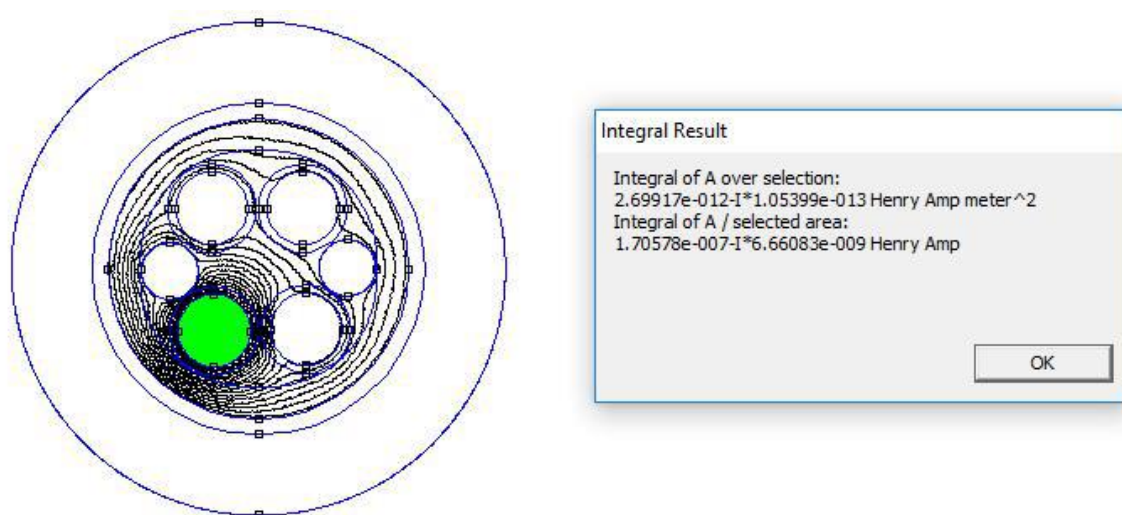 Integral Result
Integral of A over selection:
2.69917e-012-I*1.05399e-013 Henry Amp meter^2
Integral of A / selected area:
1.70578e-007-I*6.66083e-009 Henry Amp
OK